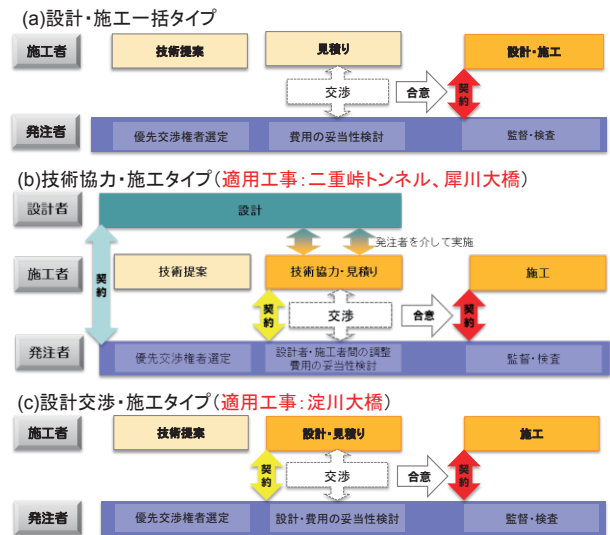 (a)設計・施工一括タイプ
施工者
技術提案
見積り
設計・施工
交渉
合意
契約
発注者
優先交渉権者選定
費用の妥当性検討
監督・検査
(b)技術協力・施工タイプ(適用工事:二重峠トンネル、犀川大橋)
設計者
設計
発注者を介して実施
契約
施工者
技術提案
技術協力・見積り
施工
契約
交渉
合意
契約
発注者
優先交渉権者選定
設計者・施工者間の調整
費用の妥当性検討
監督・検査
(c)設計交渉・施工タイプ(適用工事:淀川大橋)
施工者
技術提案
設計・見積り
施工
契約
交渉
合意
契約
発注者
優先交渉権者選定
設計・費用の妥当性検討
監督・検査